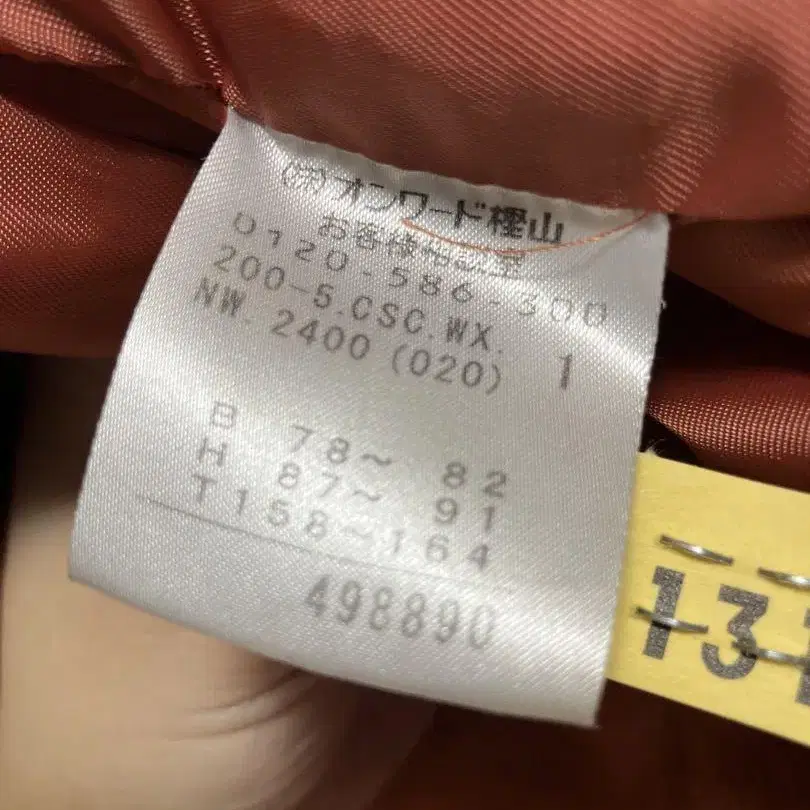 (株)オンワード樫山
お客様相談室
0120-586-300
200-5.CSC.WX.
NW. 2400 (020) 1
B 78~ 82
H 87~ 91
T158~164
498890
13